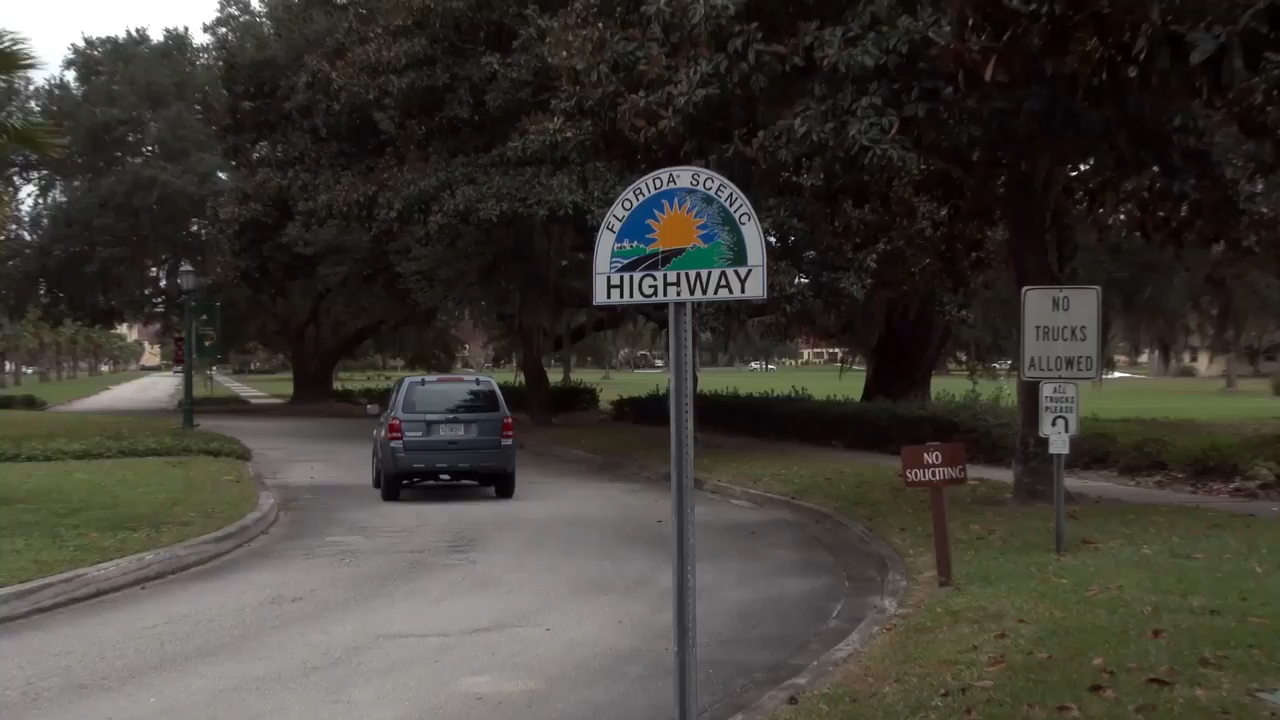 FLORIDA SCENIC
HIGHWAY
NO
TRUCKS
ALLOWED
ALL
TRUCKS
PLEASE
NO
SOLICITING